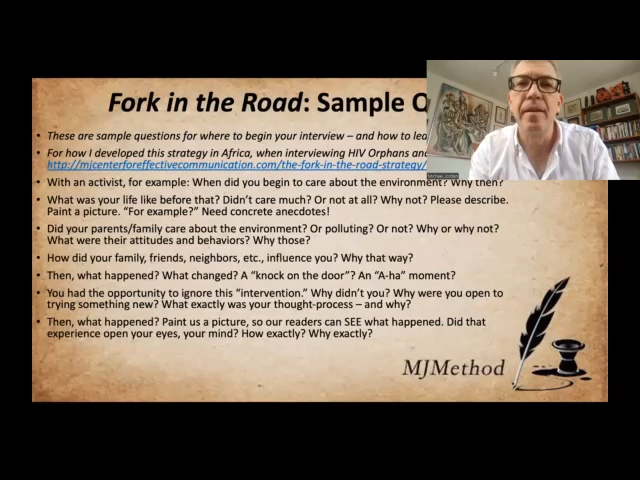 Fork in the Road: Sample Q
• These are sample questions for where to begin your interview – and how to lea
• For how I developed this strategy in Africa, when interviewing HIV Orphans an
http://mjcenterforeffectivecommunication.com/the-fork-in-the-road-strategy/
• With an activist, for example: When did you begin to care about the environment? Why then?
• What was your life like before that? Didn't care much? Or not at all? Why not? Please describe.
Paint a picture. "For example?" Need concrete anecdotes!
• Did your parents/family care about the environment? Or polluting? Or not? Why or why not?
What were their attitudes and behaviors? Why those?
• How did your family, friends, neighbors, etc., influence you? Why that way?
• Then, what happened? What changed? A "knock on the door"? An "A-ha" moment?
• You had the opportunity to ignore this "intervention." Why didn't you? Why were you open to
trying something new? What exactly was your thought-process – and why?
• Then, what happened? Paint us a picture, so our readers can SEE what happened. Did that
experience open your eyes, your mind? How exactly? Why exactly?
MJMethod
Michael Jordan